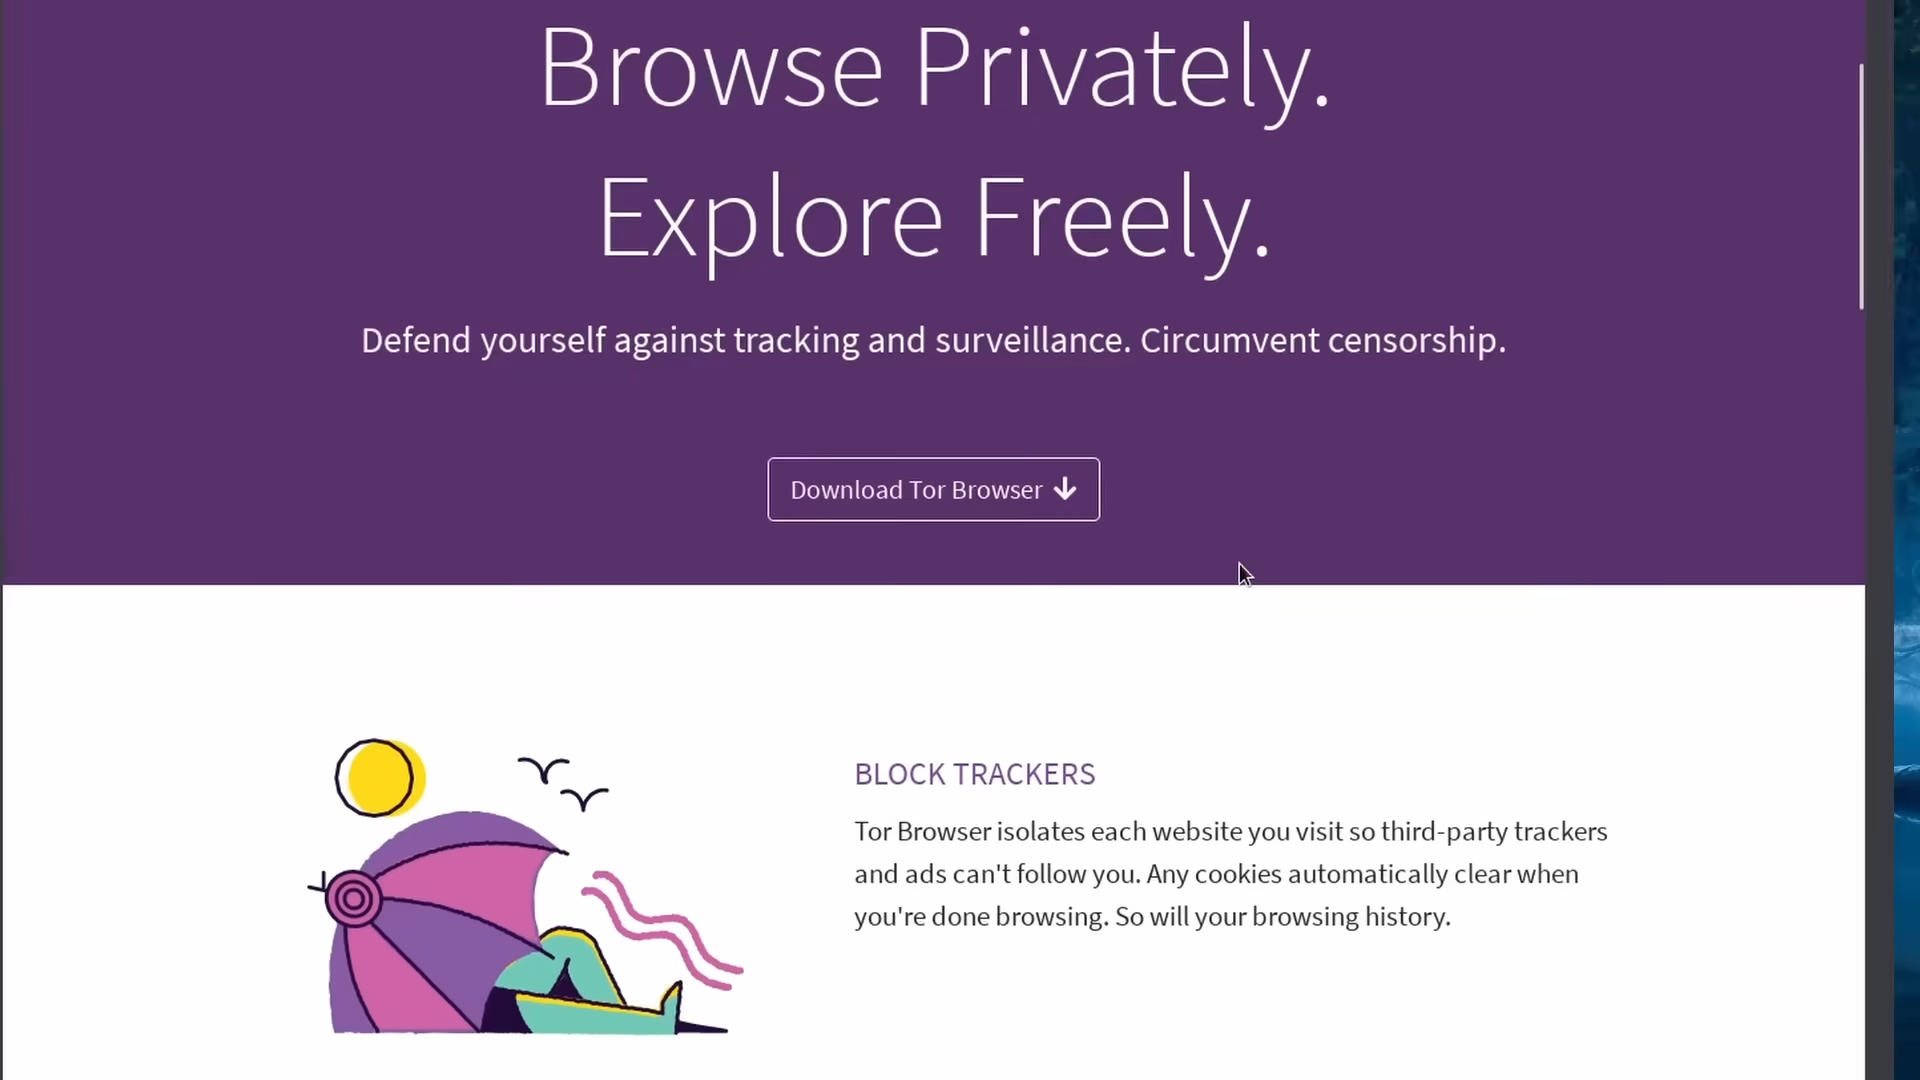 Browse Privately.
Explore Freely.
Defend yourself against tracking and surveillance. Circumvent censorship.
Download Tor Browser
BLOCK TRACKERS
Tor Browser isolates each website you visit so third-party trackers
and ads can't follow you. Any cookies automatically clear when
you're done browsing. So will your browsing history.